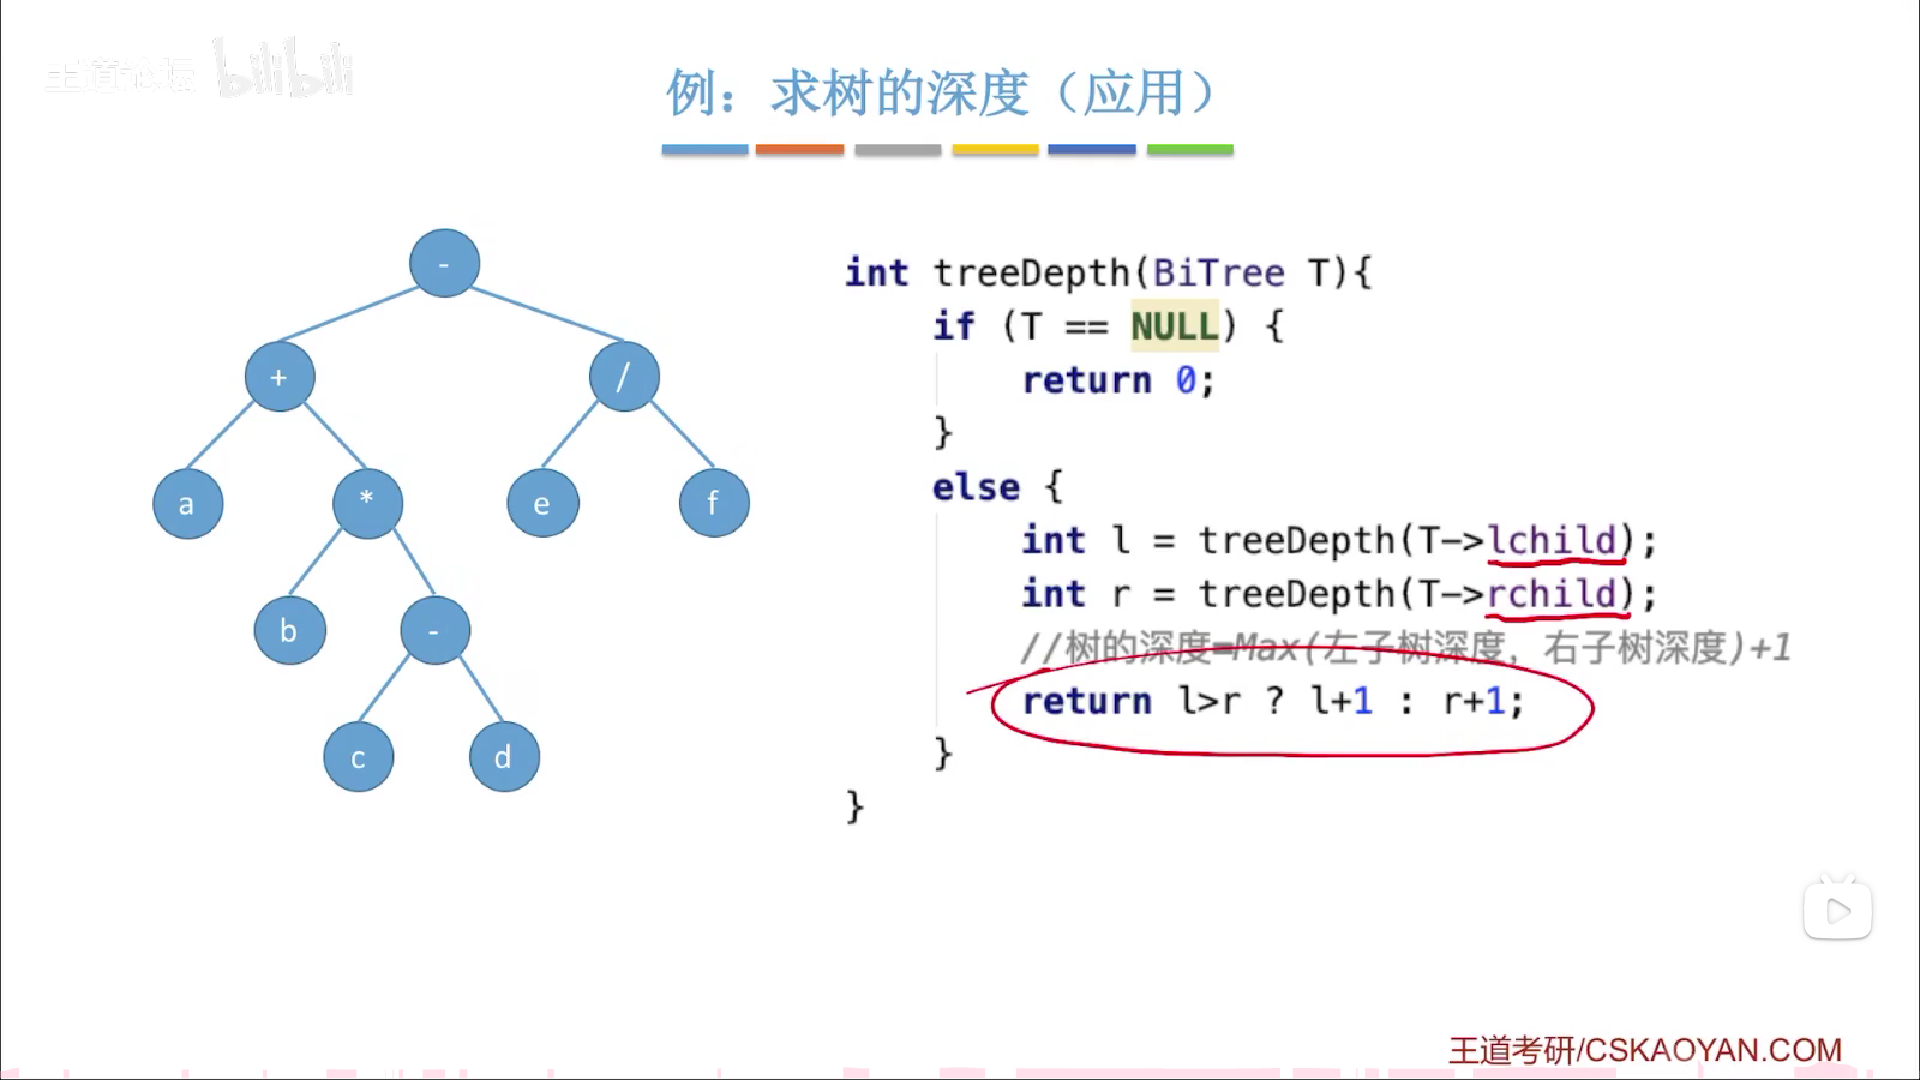 王道论坛 bilibili
例：求树的深度（应用）
-
+ /
a * e f
b -
c d
int treeDepth(BiTree T){
if (T == NULL) {
return 0;
}
else {
int l = treeDepth(T->lchild);
int r = treeDepth(T->rchild);
//树的深度=Max(左子树深度，右子树深度)+1
return l>r ? l+1 : r+1;
}
}
王道考研/CSKAOYAN.COM